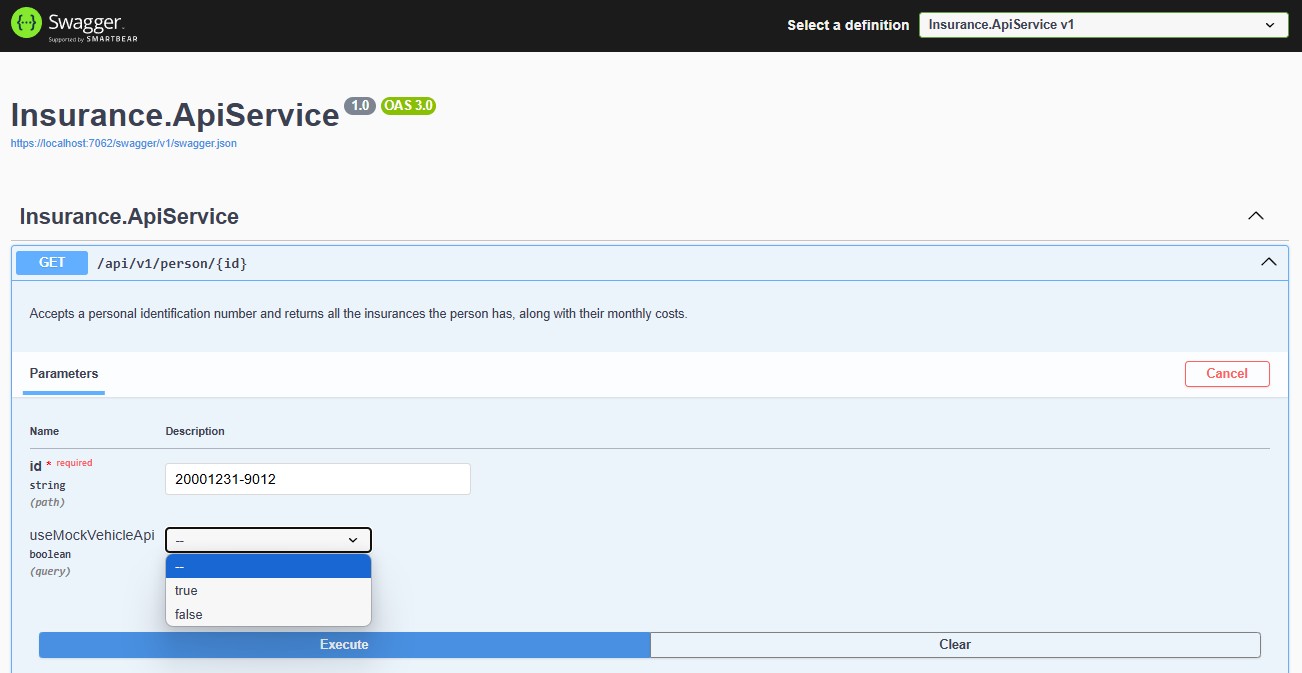 Swagger.
Supported by SMARTBEAR
Select a definition
Insurance.ApiService v1
Insurance.ApiService 1.0 OAS 3.0
https://localhost:7062/swagger/v1/swagger.json
Insurance.ApiService
GET /api/v1/person/{id}
Accepts a personal identification number and returns all the insurances the person has, along with their monthly costs.
Parameters
Cancel
Name Description
id * required
string
(path)
20001231-9012
useMockVehicleApi
boolean
(query)
--
--
true
false
Execute
Clear